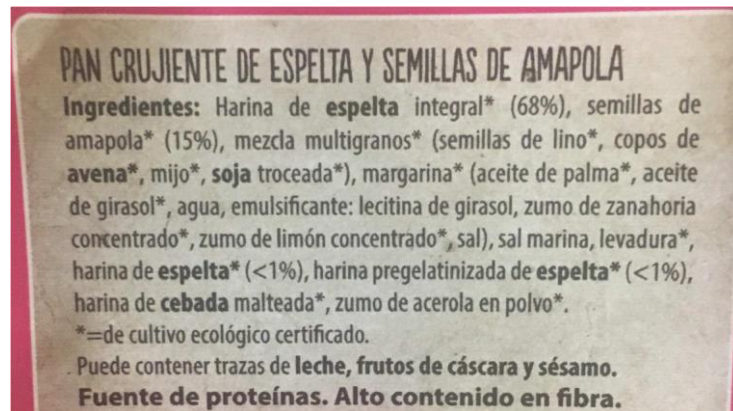 PAN CRUJIENTE DE ESPELTA Y SEMILLAS DE AMAPOLA
Ingredientes: Harina de espelta integral* (68%), semillas de
amapola* (15%), mezcla multigranos* (semillas de lino*, copos de
avena*, mijo*, soja troceada*), margarina* (aceite de palma*, aceite
de girasol*, agua, emulsificante: lecitina de girasol, zumo de zanahoria
concentrado*, zumo de limón concentrado*, sal), sal marina, levadura*,
harina de espelta* (<1%), harina pregelatinizada de espelta* (<1%),
harina de cebada malteada*, zumo de acerola en polvo*.
*=de cultivo ecológico certificado.
Puede contener trazas de leche, frutos de cáscara y sésamo.
Fuente de proteínas. Alto contenido en fibra.